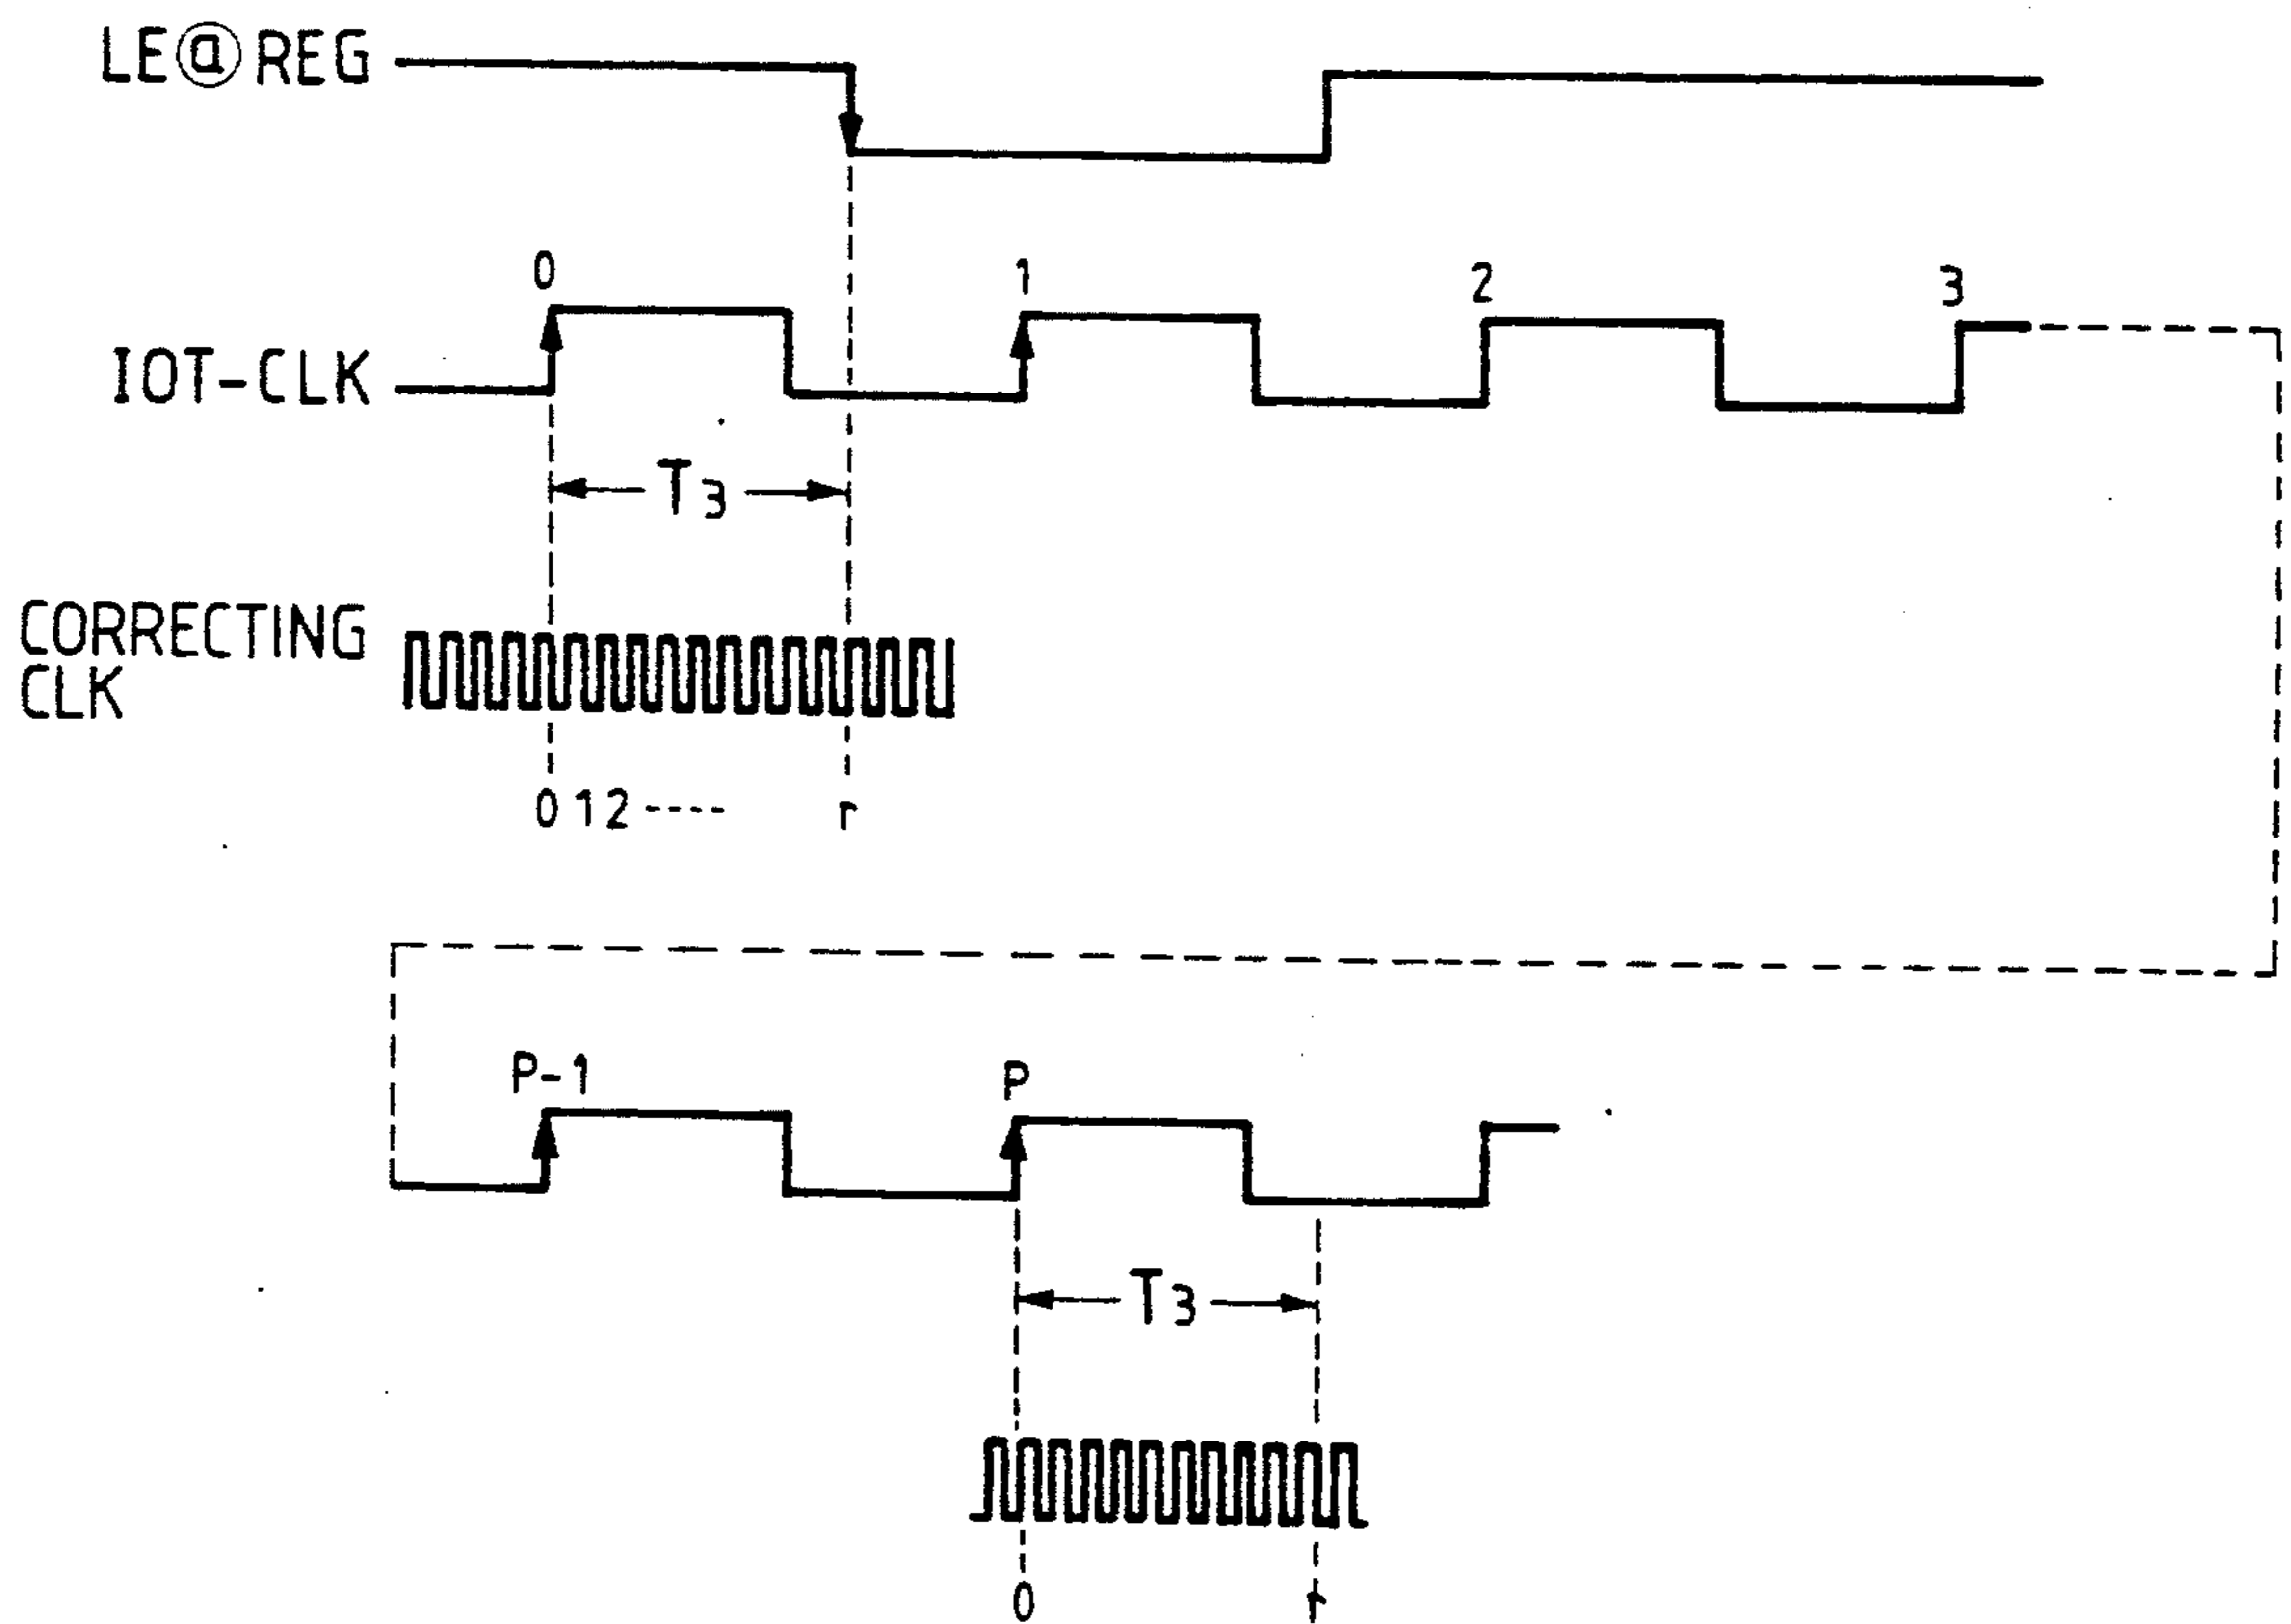 LE@REG
0 1 2 3
IOT-CLK
T3
CORRECTING
CLK
0 1 2 ---- r
P-1 P
T3
0 r